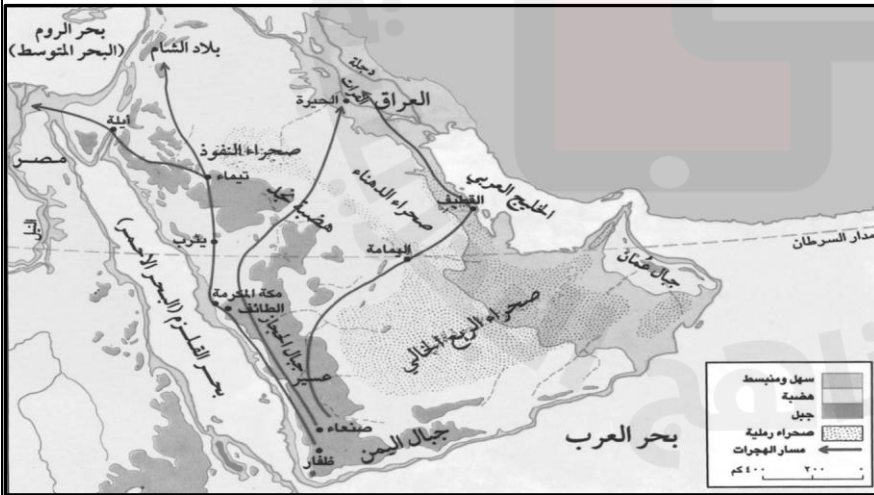 بحر الروم
(البحر المتوسط)
بلاد الشام
دجلة
الفرات
العراق
الحيرة
أيلة
مصر
صحراء النفوذ
تيماء
النيل
هضبة نجد
صحراء الدهناء
الخليج العربي
القطيف
يثرب
اليمامة
مدار السرطان
جبال عُمان
بحر القلزم (البحر الأحمر)
مكة المكرمة
الطائف
جبال الحجاز
عسير
صحراء الربع الخالي
صنعاء
ظفار
جبال اليمن
بحر العرب
سهل ومنبسط
هضبة
جبل
صحراء رملية
مسار الهجرات
٠ ٢٠٠ ٤٠٠ كم